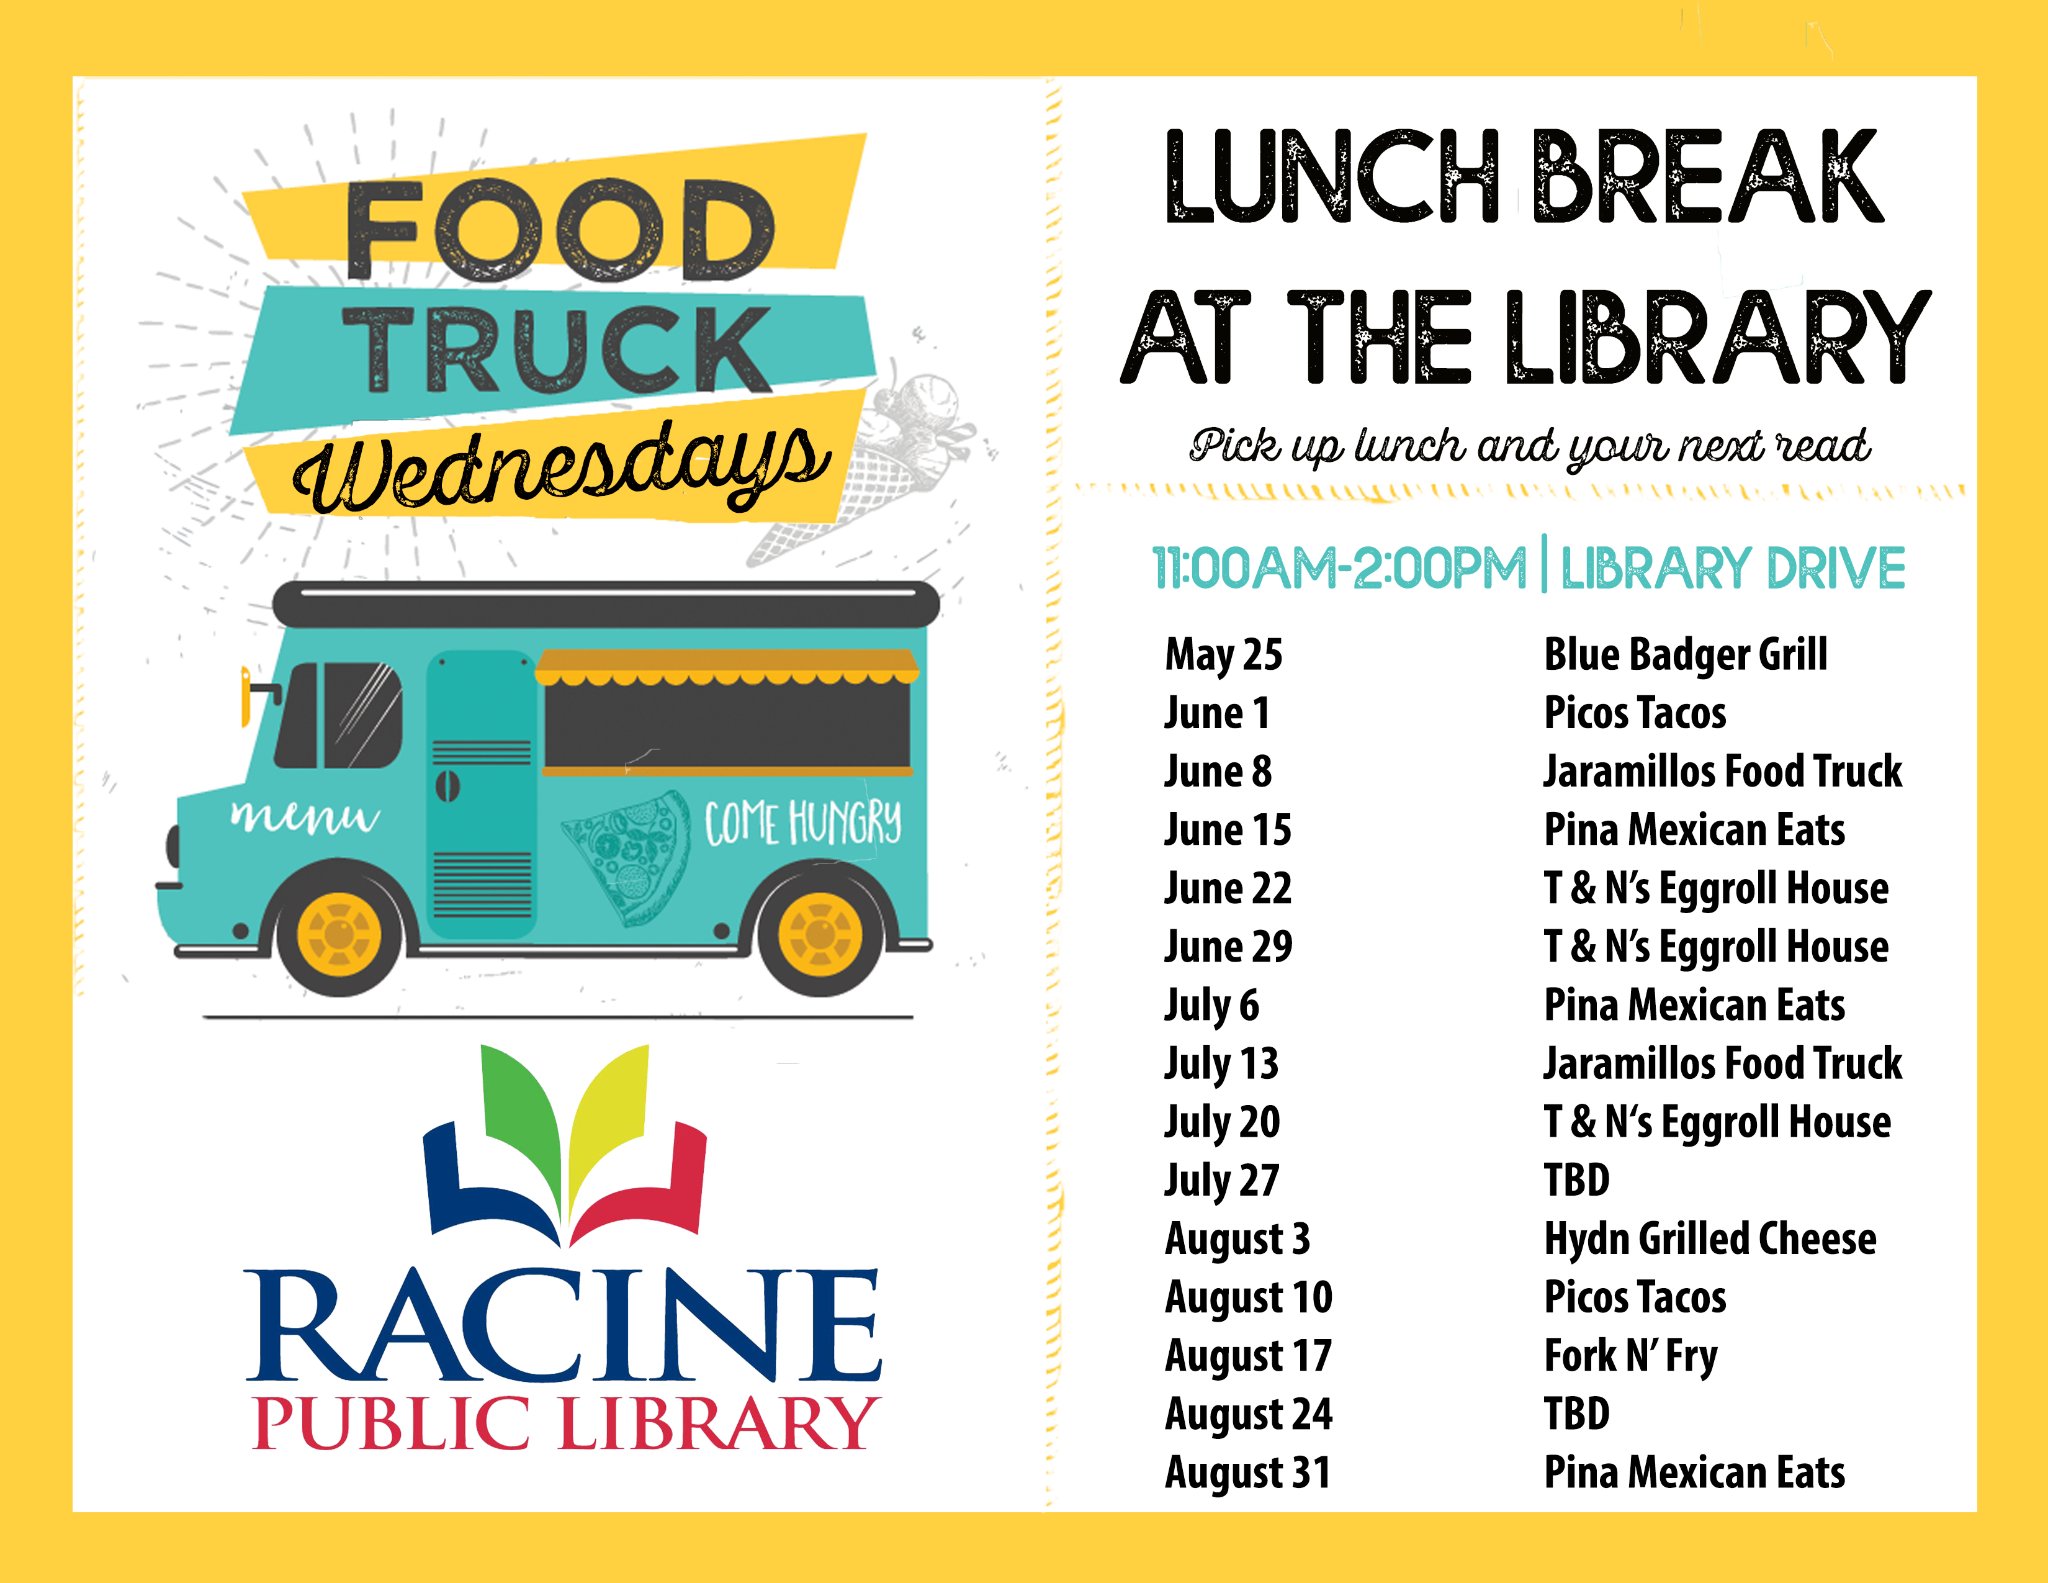 FOOD
TRUCK
Wednesdays
menu
COME HUNGRY
RACINE
PUBLIC LIBRARY
LUNCH BREAK
AT THE LIBRARY
Pick up lunch and your next read
11:00AM-2:00PM | LIBRARY DRIVE
May 25 Blue Badger Grill
June 1 Picos Tacos
June 8 Jaramillos Food Truck
June 15 Pina Mexican Eats
June 22 T & N’s Eggroll House
June 29 T & N’s Eggroll House
July 6 Pina Mexican Eats
July 13 Jaramillos Food Truck
July 20 T & N‘s Eggroll House
July 27 TBD
August 3 Hydn Grilled Cheese
August 10 Picos Tacos
August 17 Fork N’ Fry
August 24 TBD
August 31 Pina Mexican Eats